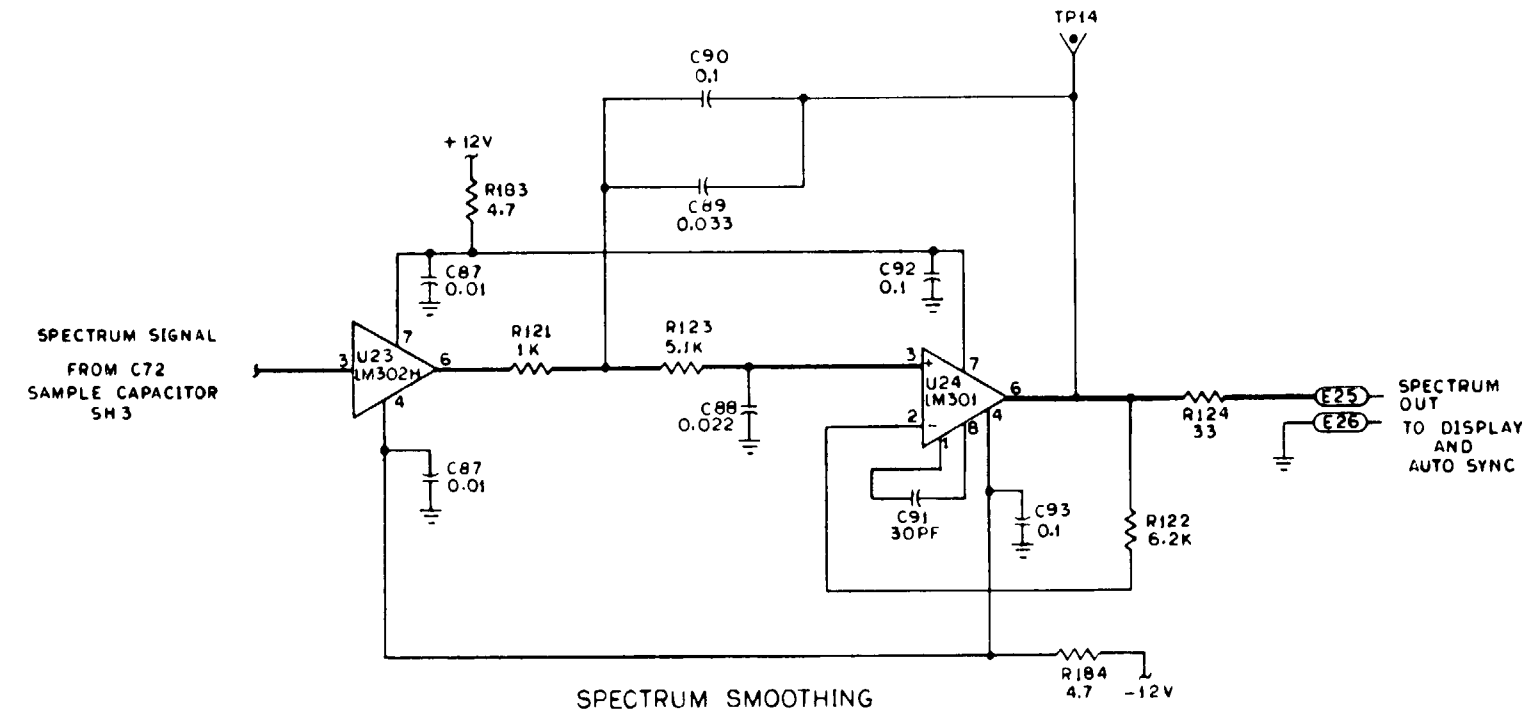 TP14
C90
0.1
+12V
R183
4.7
C89
0.033
C87
0.01
C92
0.1
SPECTRUM SIGNAL
FROM C72
SAMPLE CAPACITOR
SH3
3
U23
LM302H
7
6
4
R121
1K
R123
5.1K
C88
0.022
3
+
U24
LM301
7
6
2
-
1
8
4
C87
0.01
C91
30PF
C93
0.1
R124
33
E25
E26
SPECTRUM
OUT
TO DISPLAY
AND
AUTO SYNC
R122
6.2K
R184
4.7
-12V
SPECTRUM SMOOTHING